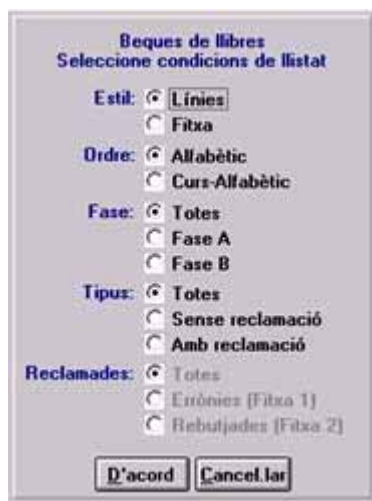 Beques de llibres
Seleccione condicions de llistat
Estil: Línies
Fitxa
Ordre: Alfabètic
Curs-Alfabètic
Fase: Totes
Fase A
Fase B
Tipus: Totes
Sense reclamació
Amb reclamació
Reclamades: Totes
Errònies (Fitxa 1)
Rebutjades (Fitxa 2)
D'acord Cancel.lar